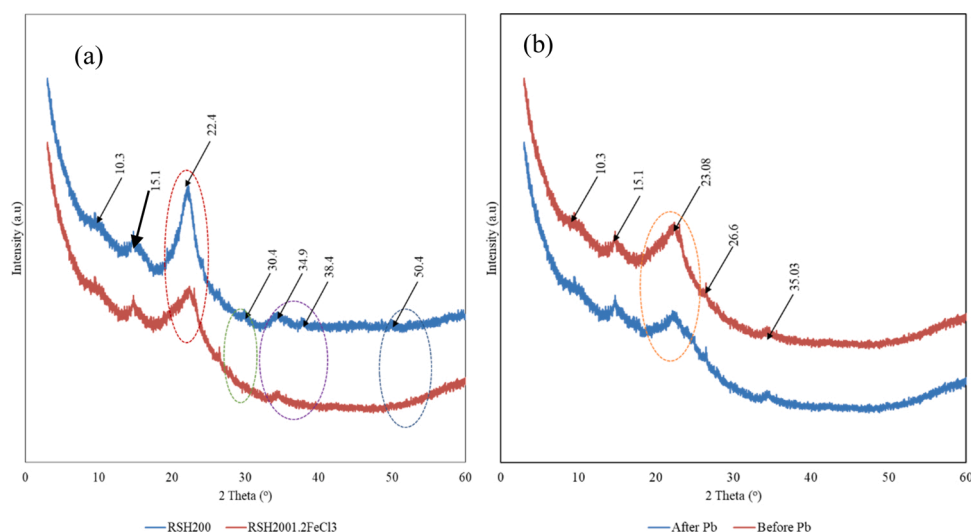 (a)
22.4
10.3
15.1
30.4
34.9
38.4
50.4
Intensity (a.u)
0 10 20 30 40 50 60
2 Theta (º)
RSH200 RSH2001.2FeCl3
(b)
10.3
15.1
23.08
26.6
35.03
Intensity (a.u)
0 10 20 30 40 50 60
2 Theta (º)
After Pb Before Pb